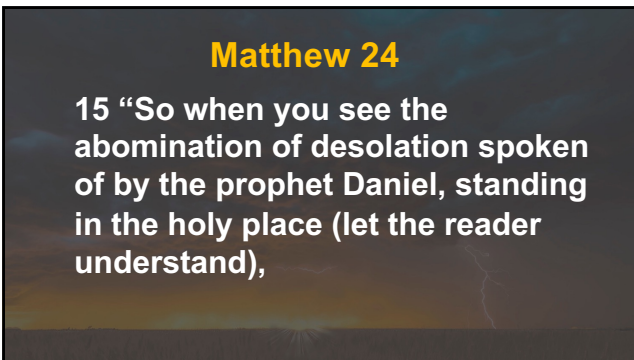 Matthew 24
15 “So when you see the
abomination of desolation spoken
of by the prophet Daniel, standing
in the holy place (let the reader
understand),